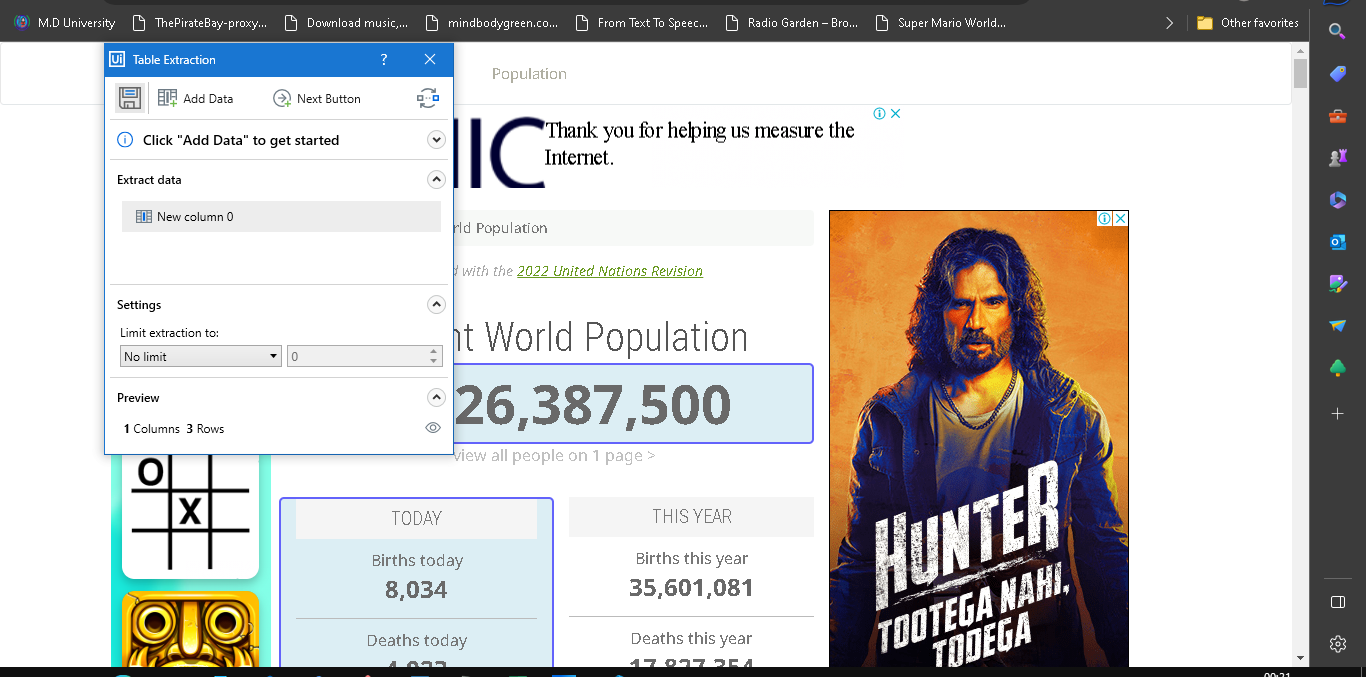 M.D University
ThePirateBay-proxy...
Download music,...
mindbodygreen.co...
From Text To Speec...
Radio Garden – Bro...
Super Mario World...
Other favorites
Ui Table Extraction ?
Add Data
Next Button
Click "Add Data" to get started
Extract data
New column 0
Settings
Limit extraction to:
No limit
0
Preview
1 Columns 3 Rows
Population
Thank you for helping us measure the
Internet.
rld Population
with the 2022 United Nations Revision
nt World Population
26,387,500
view all people on 1 page >
TODAY
Births today
8,034
Deaths today
THIS YEAR
Births this year
35,601,081
Deaths this year
17,827,354
O
X
HUNTER
TOOTEGA NAHI,
TODEGA